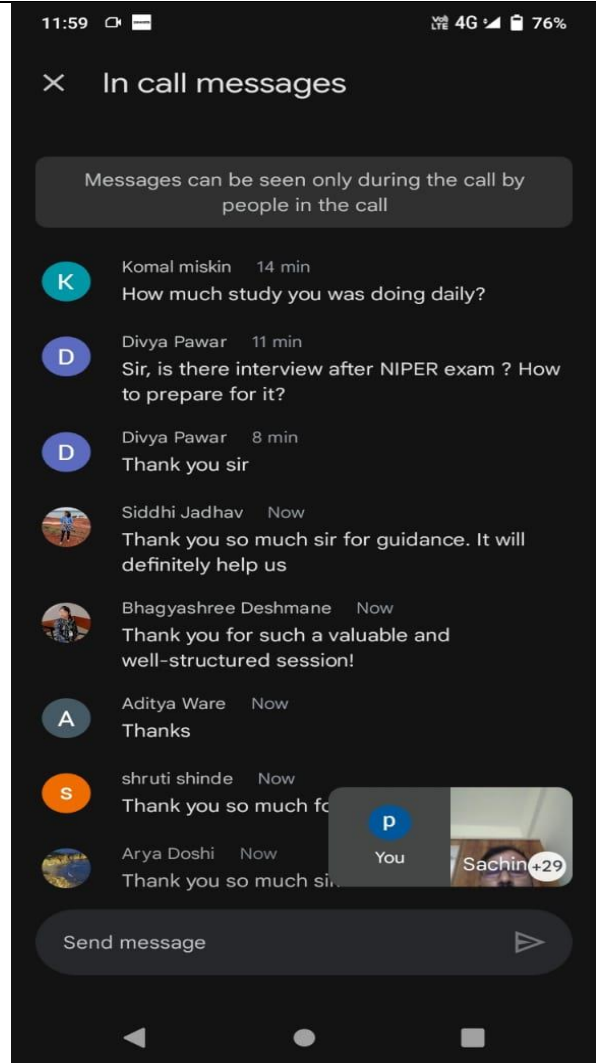 11:59 VoLTE 4G 76%
In call messages
Messages can be seen only during the call by
people in the call
K
Komal miskin 14 min
How much study you was doing daily?
D
Divya Pawar 11 min
Sir, is there interview after NIPER exam ? How
to prepare for it?
D
Divya Pawar 8 min
Thank you sir
Siddhi Jadhav Now
Thank you so much sir for guidance. It will
definitely help us
Bhagyashree Deshmane Now
Thank you for such a valuable and
well-structured session!
A
Aditya Ware Now
Thanks
s
shruti shinde Now
Thank you so much
p
You
Sachin +29
Arya Doshi Now
Thank you so much
Send message